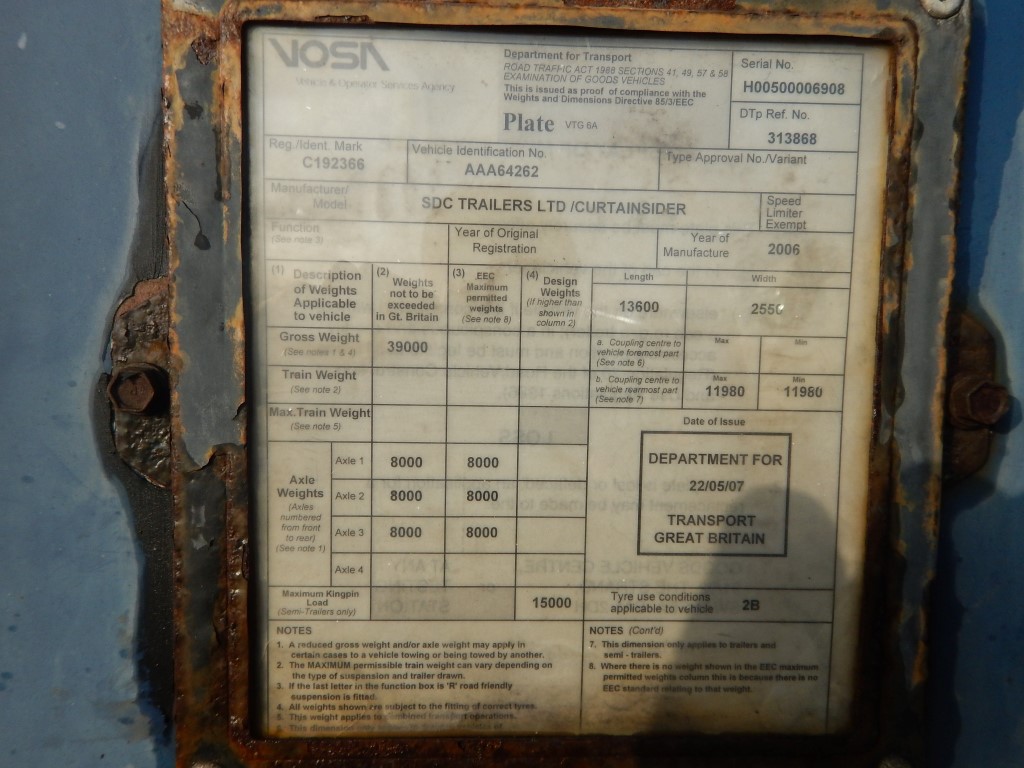 VOSA
Vehicle & Operator Services Agency
Department for Transport
ROAD TRAFFIC ACT 1988 SECTIONS 41, 49, 57 & 58
EXAMINATION OF GOODS VEHICLES
This is issued as proof of compliance with the
Weights and Dimensions Directive 85/3/EEC
Plate VTG 6A
Serial No.
H00500006908
DTp Ref. No.
313868
Reg./Ident. Mark
C192366
Vehicle Identification No.
AAA64262
Type Approval No./Variant
Manufacturer/
Model
SDC TRAILERS LTD /CURTAINSIDER
Speed
Limiter
Exempt
Function
(See note 3)
Year of Original
Registration
Year of
Manufacture
2006
(1) Description
of Weights
Applicable
to vehicle
(2) Weights
not to be
exceeded
in Gt. Britain
(3) EEC
Maximum
permitted
weights
(See note 8)
(4) Design
Weights
(If higher than
shown in
column 2)
Length
13600
Width
2550
Gross Weight
(See notes 1 & 4)
39000
a. Coupling centre to
vehicle foremost part
(See note 6)
Max
Min
Train Weight
(See note 2)
b. Coupling centre to
vehicle rearmost part
(See note 7)
Max
11980
Min
11980
Max.Train Weight
(See note 5)
Axle
Weights
(Axles
numbered
from front
to rear)
(See note 1)
Axle 1 8000 8000
Axle 2 8000 8000
Axle 3 8000 8000
Axle 4
Date of Issue
DEPARTMENT FOR
22/05/07
TRANSPORT
GREAT BRITAIN
Maximum Kingpin
Load
(Semi-Trailers only)
15000
Tyre use conditions
applicable to vehicle 2B
NOTES
1. A reduced gross weight and/or axle weight may apply in
certain cases to a vehicle towing or being towed by another.
2. The MAXIMUM permissible train weight can vary depending on
the type of suspension and trailer drawn.
3. If the last letter in the function box is 'R' road friendly
suspension is fitted.
4. All weights shown are subject to the fitting of correct tyres.
5. This weight applies to combined transport operations.
6. This dimension only
NOTES (Cont'd)
7. This dimension only applies to trailers and
semi - trailers.
8. Where there is no weight shown in the EEC maximum
permitted weights column this is because there is no
EEC standard relating to that weight.